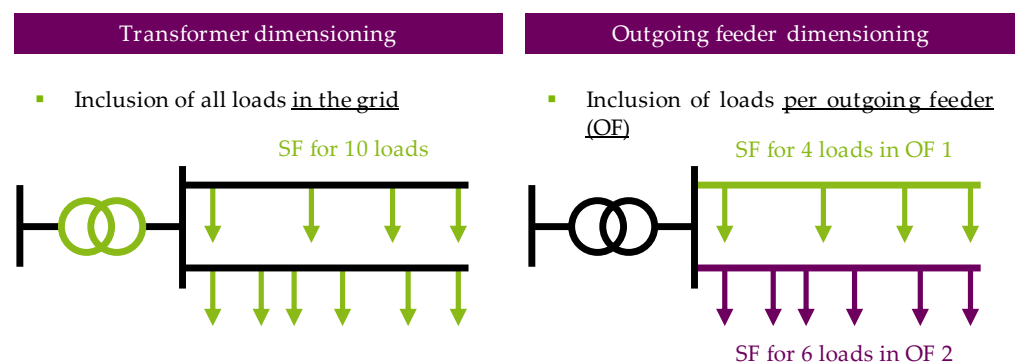 Transformer dimensioning
▪ Inclusion of all loads in the grid
SF for 10 loads
Outgoing feeder dimensioning
▪ Inclusion of loads per outgoing feeder
(OF)
SF for 4 loads in OF 1
SF for 6 loads in OF 2